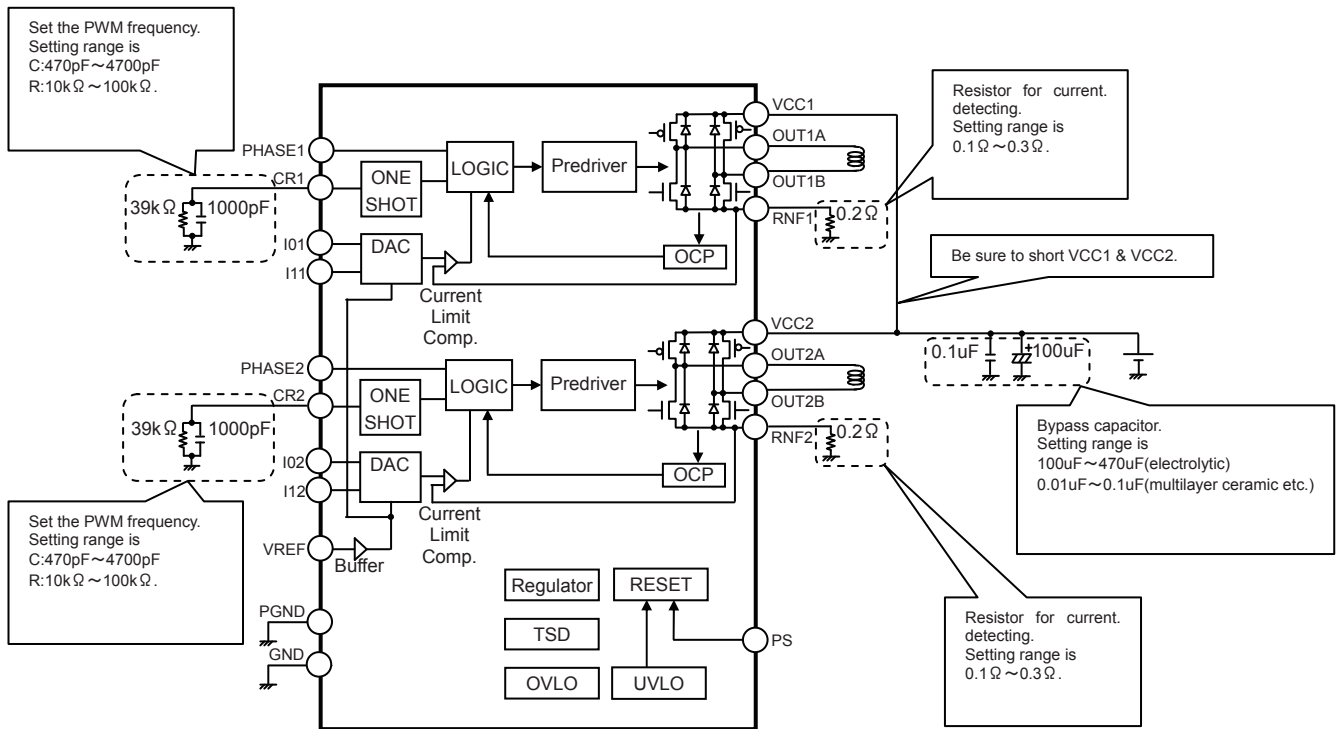 Set the PWM frequency.
Setting range is
C:470pF～4700pF
R:10kΩ～100kΩ.
PHASE1
CR1
39kΩ
1000pF
I01
I11
ONE
SHOT
LOGIC
Predriver
DAC
OCP
Current
Limit
Comp.
VCC1
OUT1A
OUT1B
RNF1
0.2Ω
Resistor for current.
detecting.
Setting range is
0.1Ω～0.3Ω.
Be sure to short VCC1 & VCC2.
PHASE2
CR2
39kΩ
1000pF
I02
I12
ONE
SHOT
LOGIC
Predriver
DAC
OCP
Current
Limit
Comp.
VCC2
OUT2A
OUT2B
RNF2
0.2Ω
0.1uF
+100uF
Bypass capacitor.
Setting range is
100uF～470uF(electrolytic)
0.01uF～0.1uF(multilayer ceramic etc.)
Set the PWM frequency.
Setting range is
C:470pF～4700pF
R:10kΩ～100kΩ.
VREF
Buffer
PGND
GND
Regulator
RESET
TSD
OVLO
UVLO
PS
Resistor for current.
detecting.
Setting range is
0.1Ω～0.3Ω.